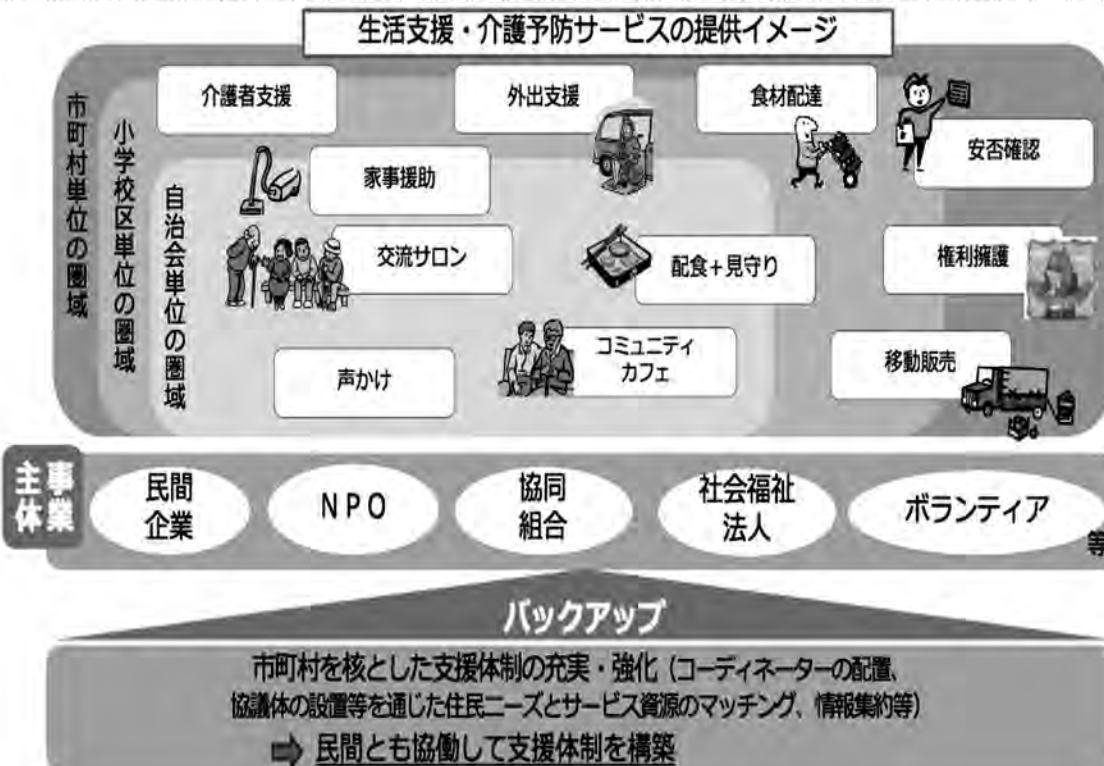 生活支援・介護予防サービスの提供イメージ
市町村単位の圏域
小学校区単位の圏域
自治会単位の圏域
介護者支援
外出支援
食材配達
安否確認
家事援助
交流サロン
配食+見守り
権利擁護
声かけ
コミュニティ
カフェ
移動販売
事業
主体
民間
企業
NPO
協同
組合
社会福祉
法人
ボランティア
等
バックアップ
市町村を核とした支援体制の充実・強化（コーディネーターの配置、
協議体の設置等を通じた住民ニーズとサービス資源のマッチング、情報集約等）
➡ 民間とも協働して支援体制を構築